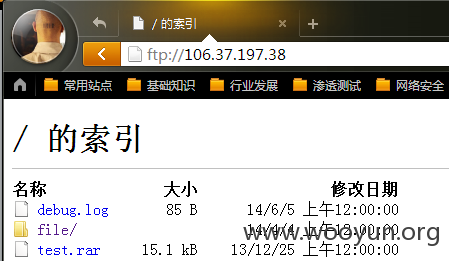 / 的索引
ftp://106.37.197.38
常用站点 基础知识 行业发展 渗透测试 网络安全
/ 的索引
名称 大小 修改日期
debug.log 85 B 14/6/5 上午12:00:00
file/ 14/4/4 上午12:00:00
test.rar 15.1 kB 13/12/25 上午12:00:00
www.wooyun.org